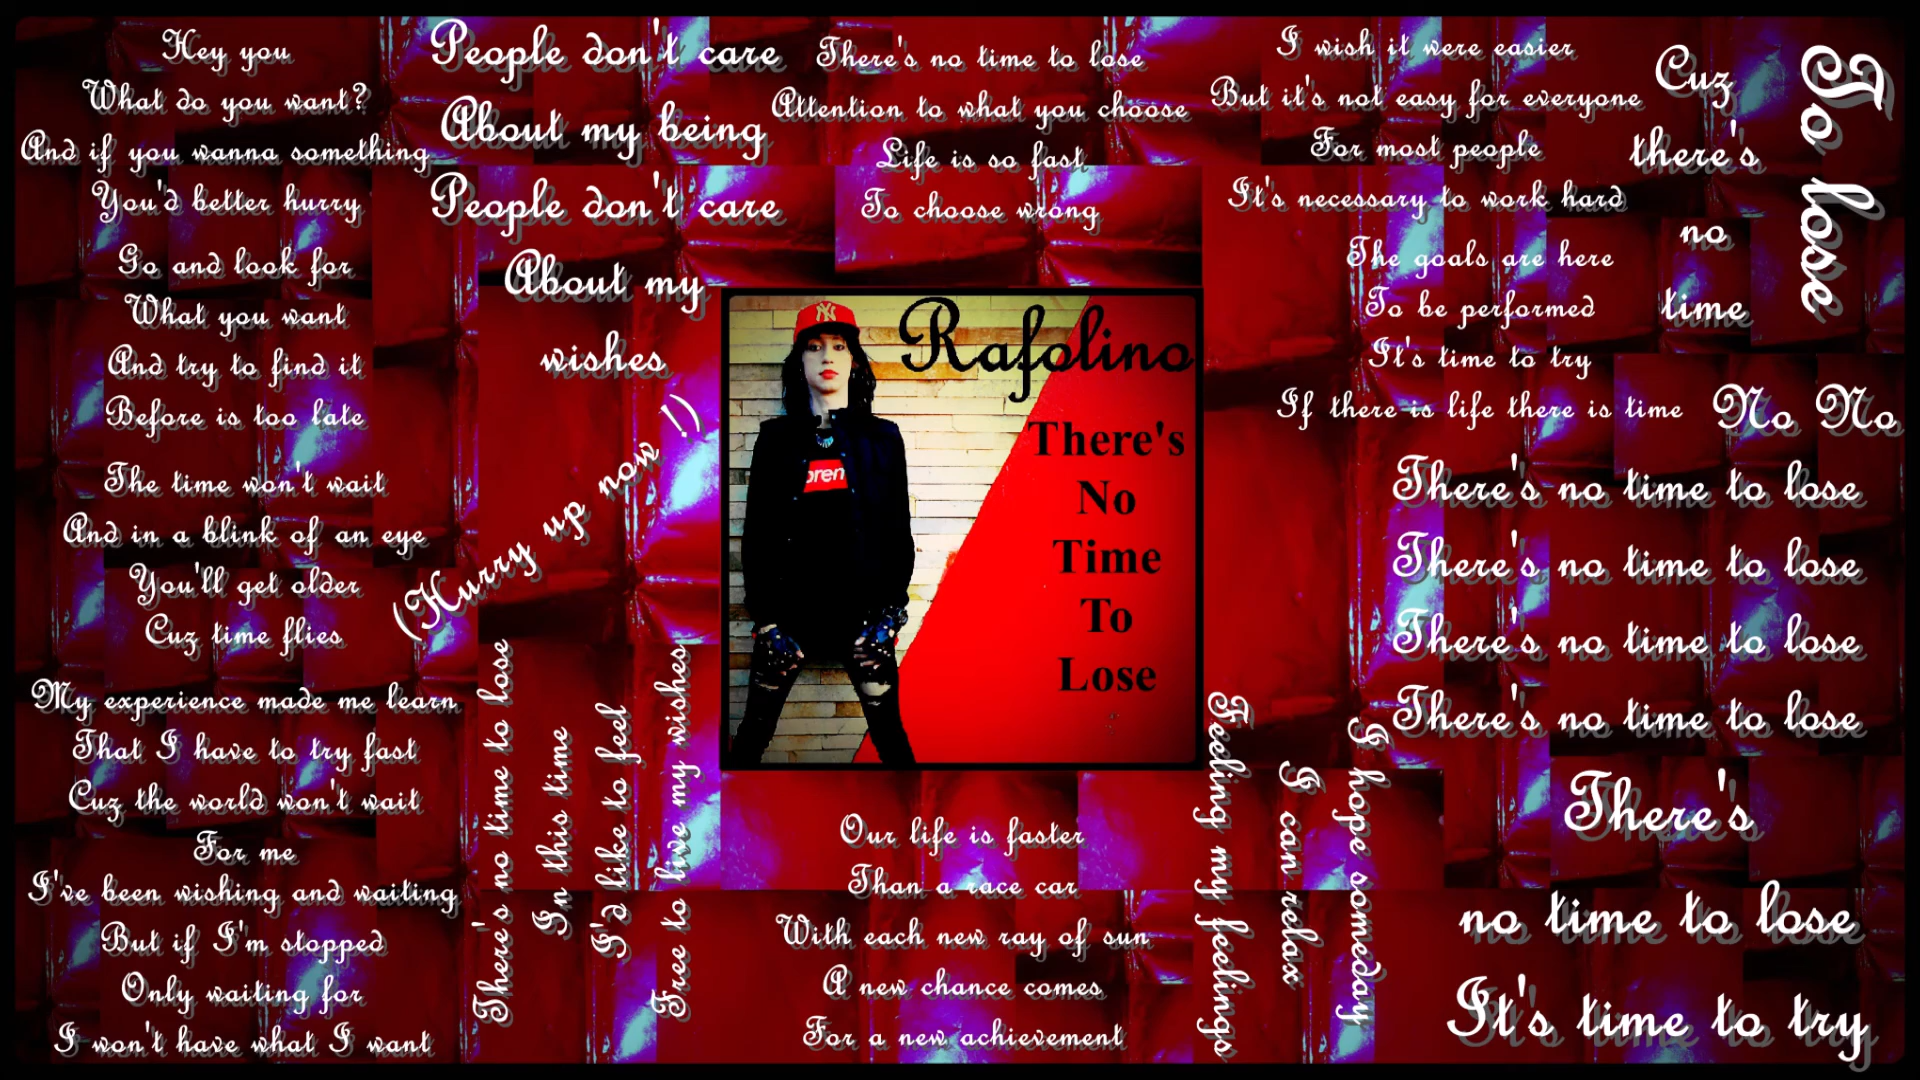 Hey you
What do you want?
And if you wanna something
You'd better hurry
Go and look for
What you want
And try to find it
Before is too late
The time won't wait
And in a blink of an eye
You'll get older
Cuz time flies
My experience made me learn
That I have to try fast
Cuz the world won't wait
For me
I've been wishing and waiting
But if I'm stopped
Only waiting for
I won't have what I want
People don't care
About my being
People don't care
About my
wishes
(Hurry up now !)
There's no time to lose
In this time
I'd like to feel
Free to live my wishes
There's no time to lose
Attention to what you choose
Life is so fast
To choose wrong
Rafolino
There's
No
Time
To
Lose
NY
prem
Our life is faster
Than a race car
With each new ray of sun
A new chance comes
For a new achievement
Feeling my feelings
I can relax
I hope someday
I wish it were easier
But it's not easy for everyone
For most people
It's necessary to work hard
The goals are here
To be performed
It's time to try
If there is life there is time
Cuz
there's
no
time
To lose
No No
There's no time to lose
There's no time to lose
There's no time to lose
There's no time to lose
There's
no time to lose
It's time to try